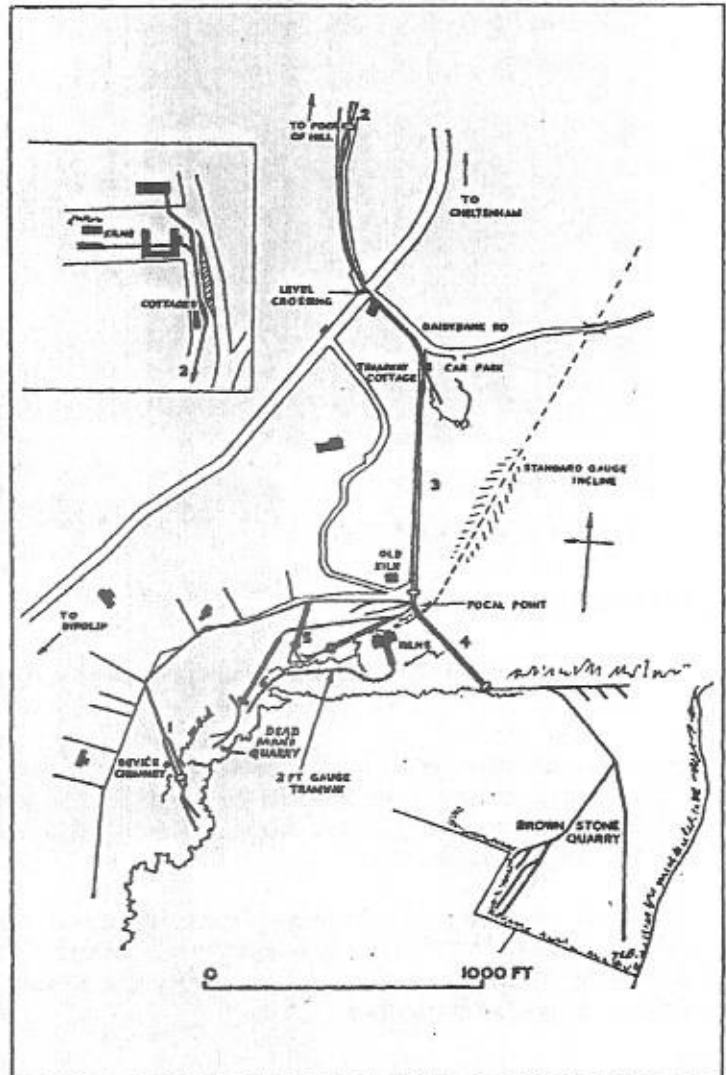 2
TO FOOT
OF HILL
TO
CHELTENHAM
KILNS
LEVEL
CROSSING
COTTAGES
DAISYBANK RD
TRAMWAY
COTTAGE
CAR PARK
2
3
STANDARD GAUGE
INCLINE
OLD
KILN
FOCAL POINT
TO
BIRDLIP
5
KILNS
4
1
DEAD
MAN'S
QUARRY
DEVIL'S
CHIMNEY
2 FT GAUGE
TRAMWAY
BROWN STONE
QUARRY
0
1000 FT